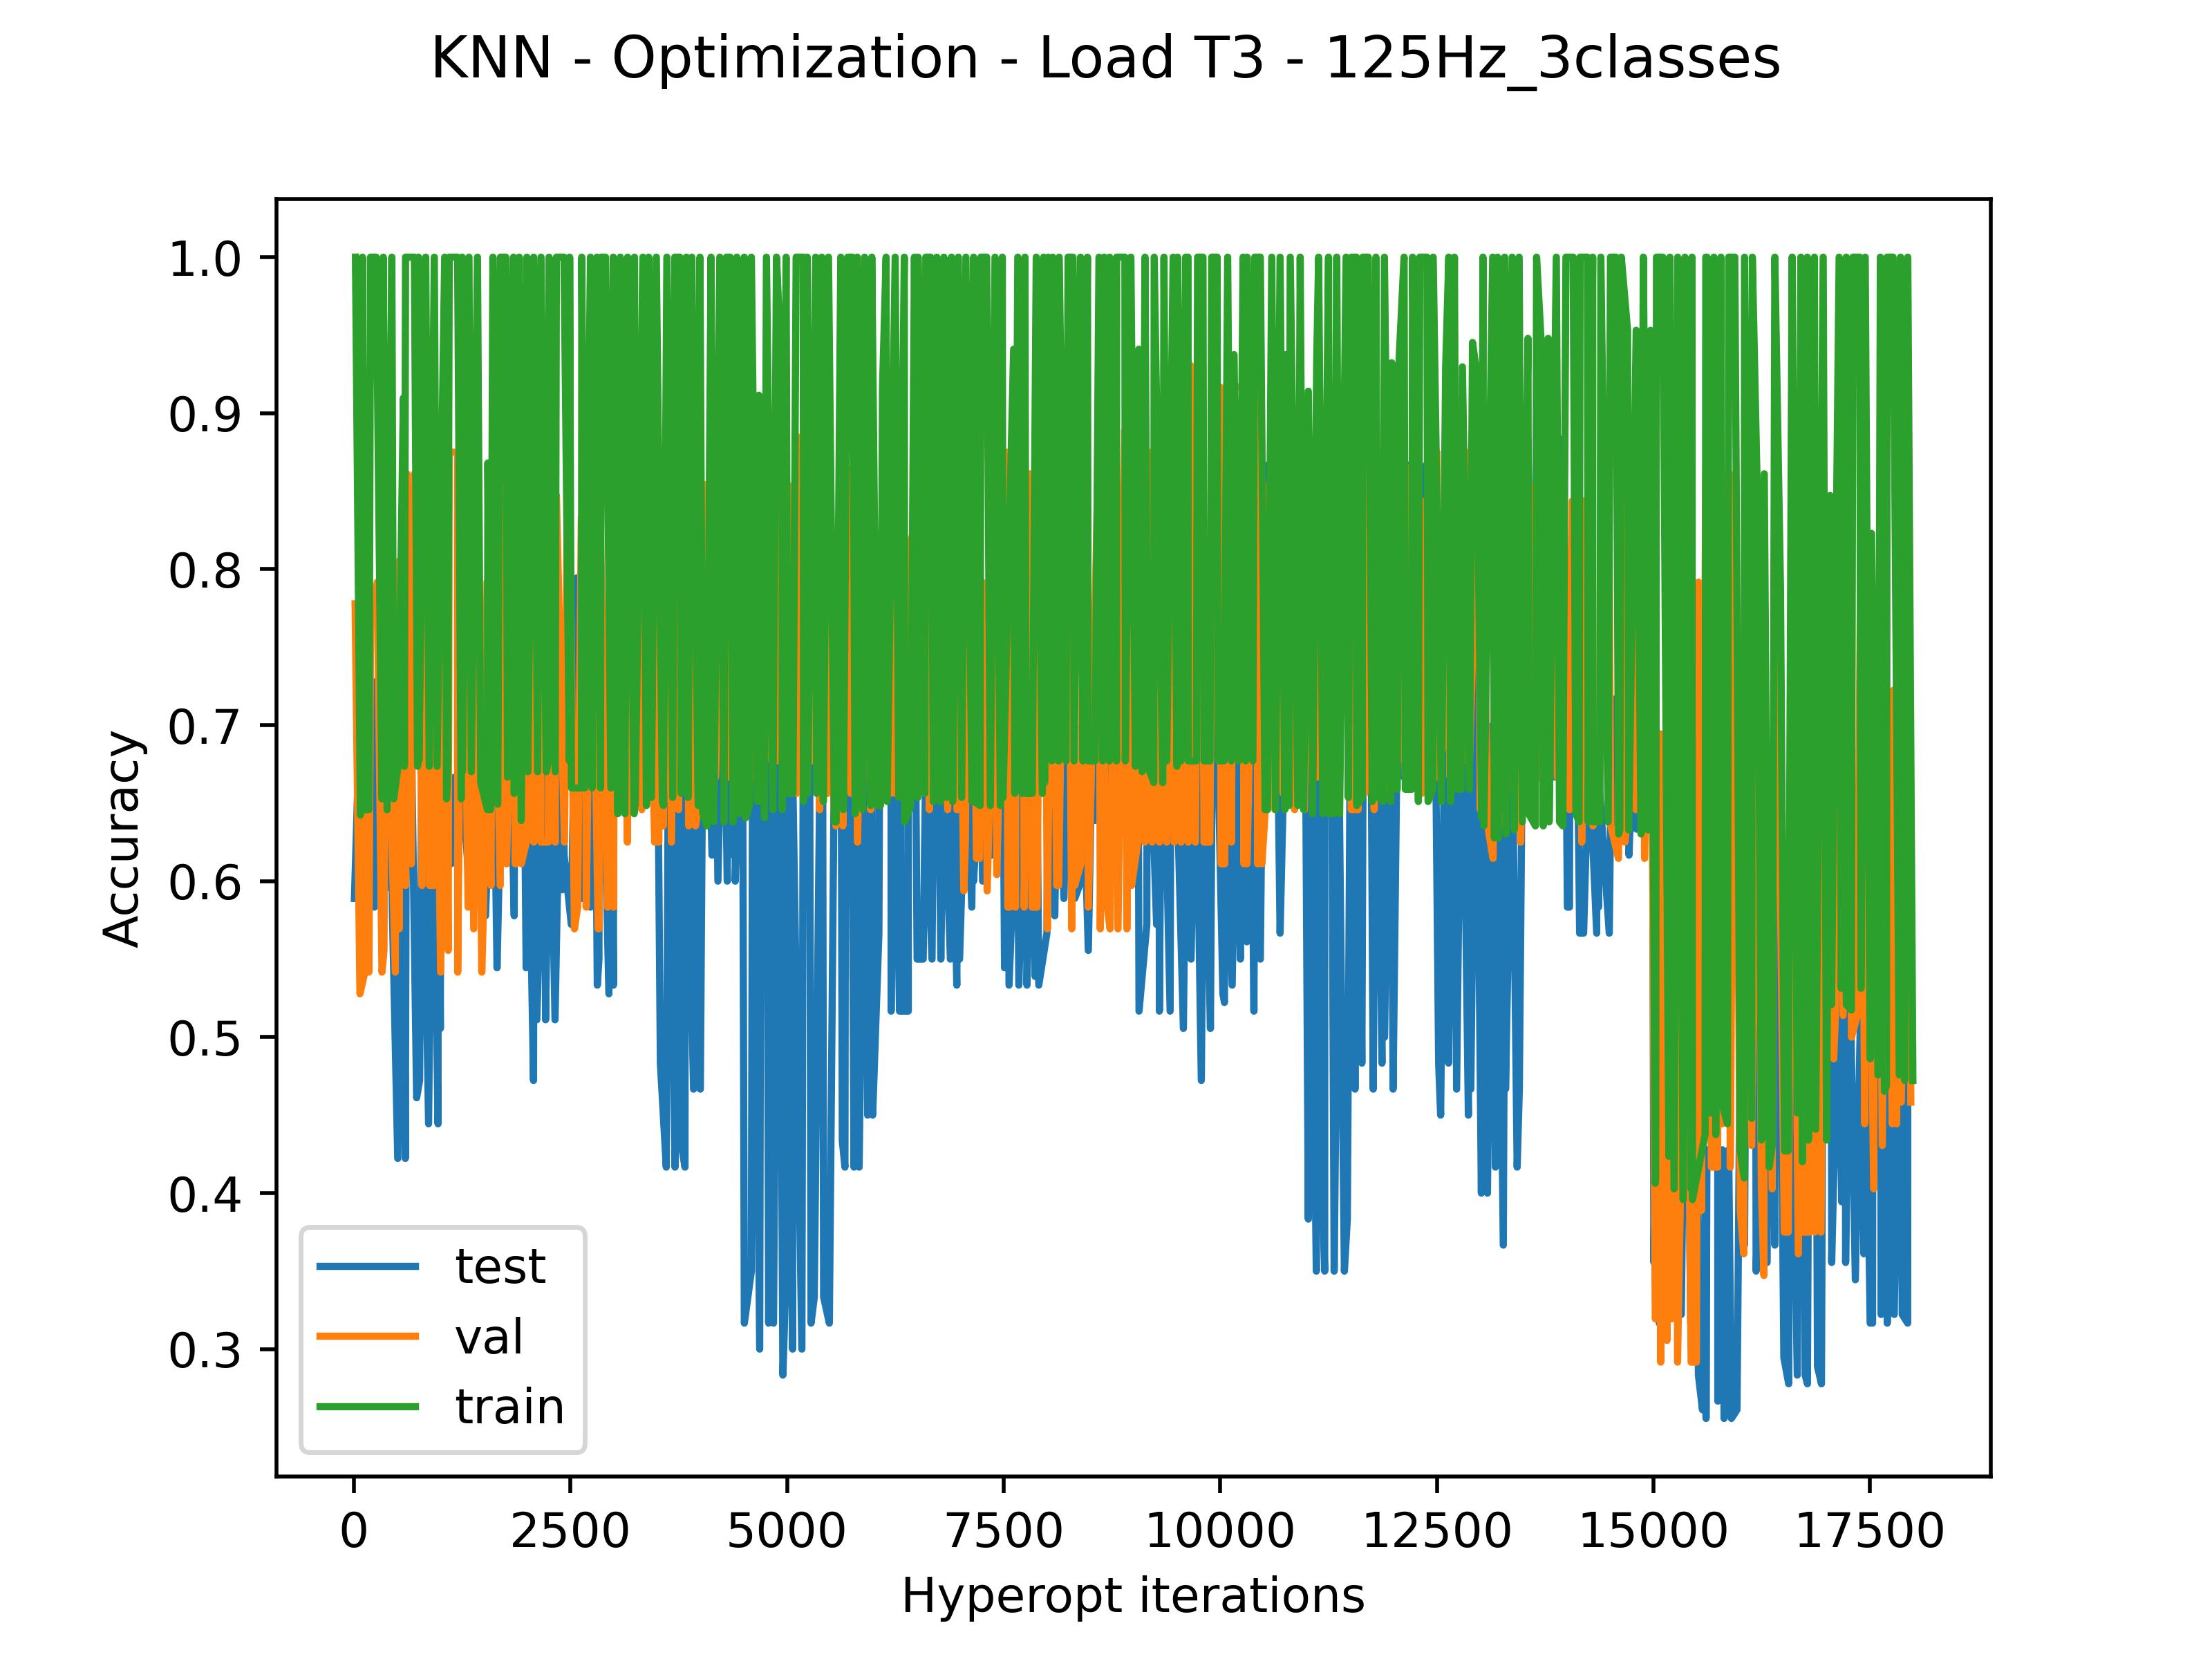 KNN - Optimization - Load T3 - 125Hz_3classes
1.0
0.9
0.8
0.7
0.6
0.5
0.4
0.3
Accuracy
test
val
train
0 2500 5000 7500 10000 12500 15000 17500
Hyperopt iterations